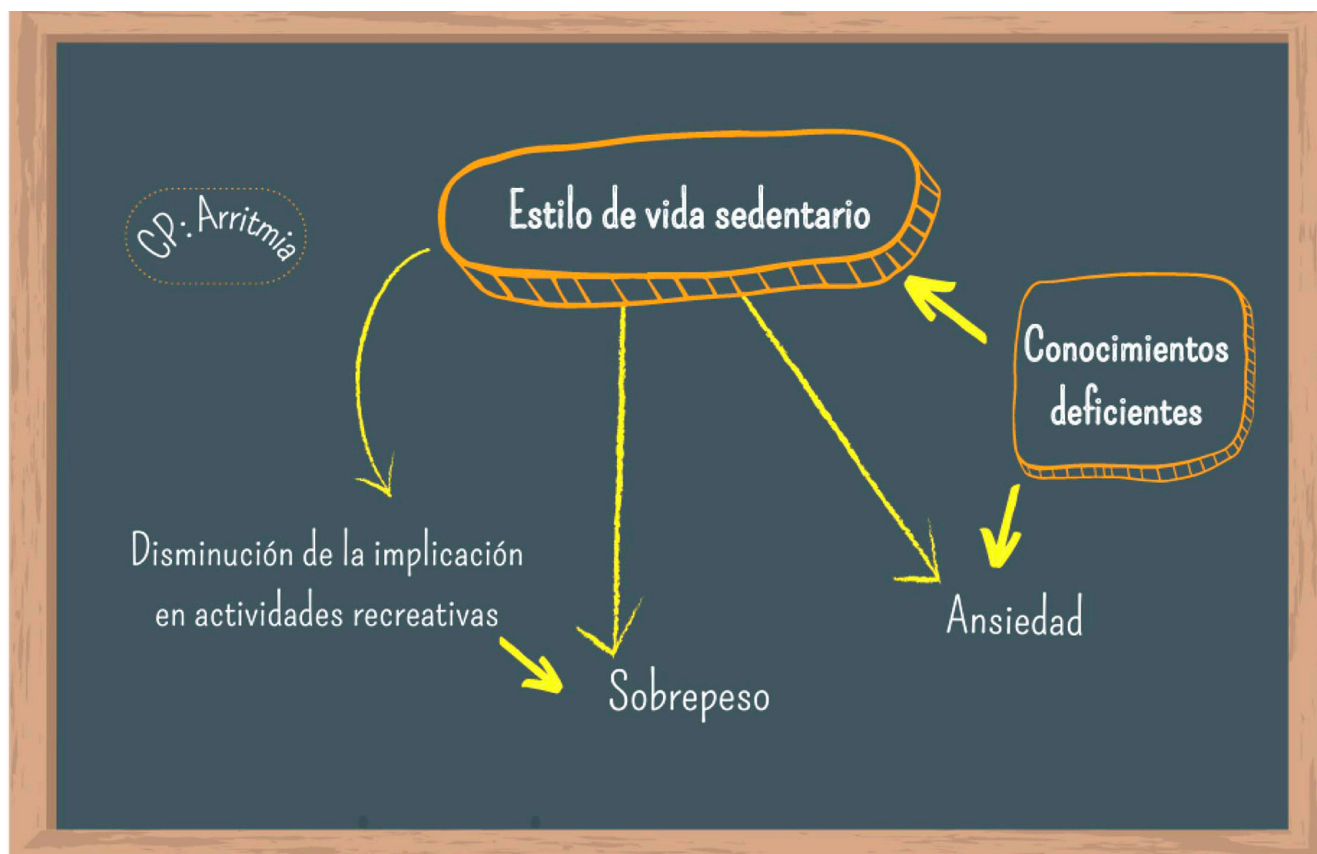 CP: Arritmia
Estilo de vida sedentario
Conocimientos
deficientes
Disminución de la implicación
en actividades recreativas
Ansiedad
Sobrepeso